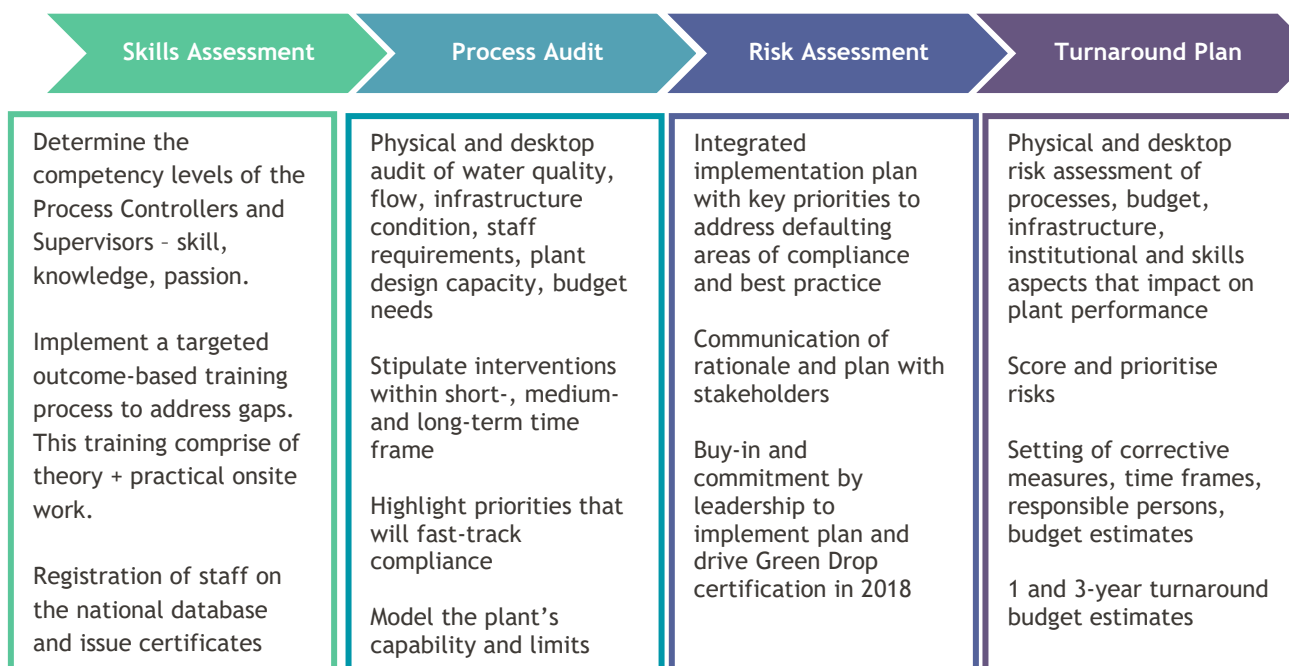 Skills Assessment
Process Audit
Risk Assessment
Turnaround Plan
Determine the
competency levels of the
Process Controllers and
Supervisors – skill,
knowledge, passion.
Implement a targeted
outcome-based training
process to address gaps.
This training comprise of
theory + practical onsite
work.
Registration of staff on
the national database
and issue certificates
Physical and desktop
audit of water quality,
flow, infrastructure
condition, staff
requirements, plant
design capacity, budget
needs
Stipulate interventions
within short-, medium-
and long-term time
frame
Highlight priorities that
will fast-track
compliance
Model the plant’s
capability and limits
Integrated
implementation plan
with key priorities to
address defaulting
areas of compliance
and best practice
Communication of
rationale and plan with
stakeholders
Buy-in and
commitment by
leadership to
implement plan and
drive Green Drop
certification in 2018
Physical and desktop
risk assessment of
processes, budget,
infrastructure,
institutional and skills
aspects that impact on
plant performance
Score and prioritise
risks
Setting of corrective
measures, time frames,
responsible persons,
budget estimates
1 and 3-year turnaround
budget estimates